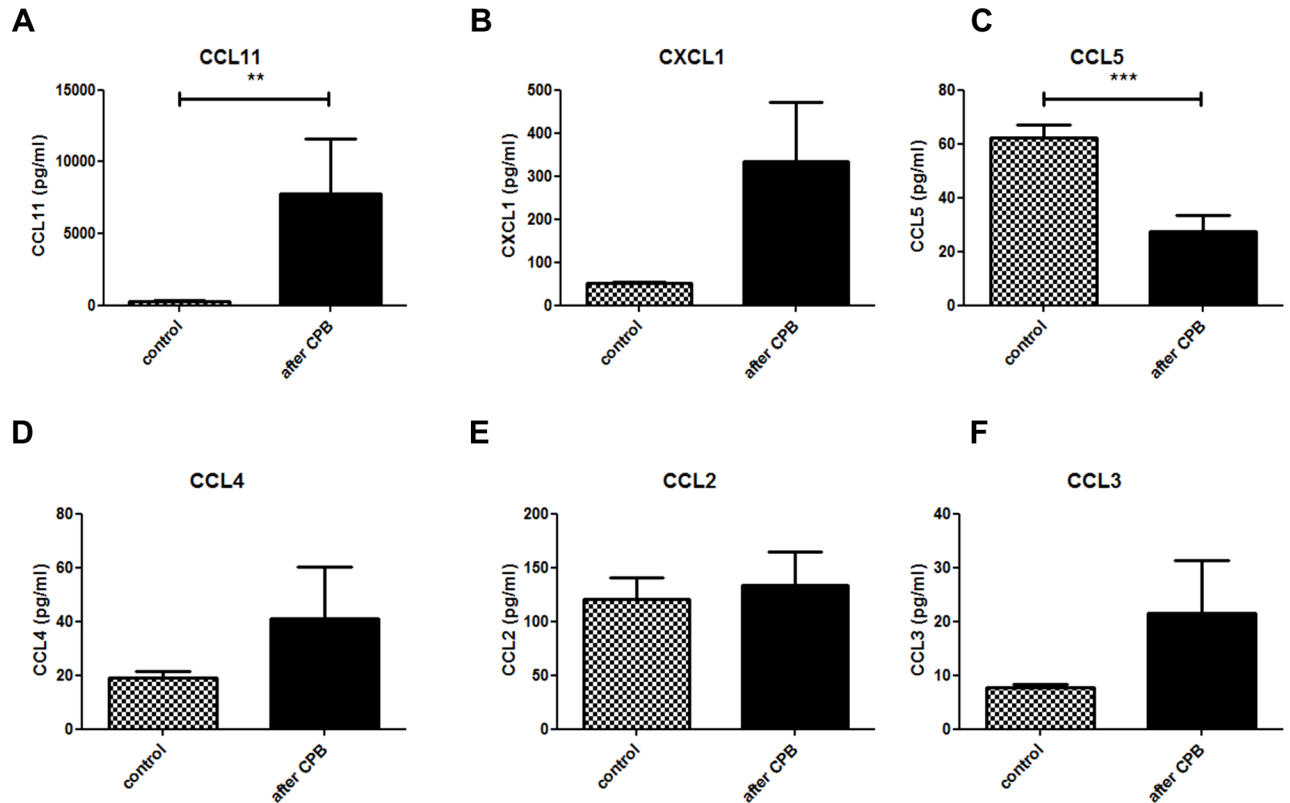 A
CCL11
**
CCL11 (pg/ml)
15000
10000
5000
0
control
after CPB
B
CXCL1
CXCL1 (pg/ml)
500
400
300
200
100
0
control
after CPB
C
CCL5
***
CCL5 (pg/ml)
80
60
40
20
0
control
after CPB
D
CCL4
CCL4 (pg/ml)
80
60
40
20
0
control
after CPB
E
CCL2
CCL2 (pg/ml)
200
150
100
50
0
control
after CPB
F
CCL3
CCL3 (pg/ml)
40
30
20
10
0
control
after CPB